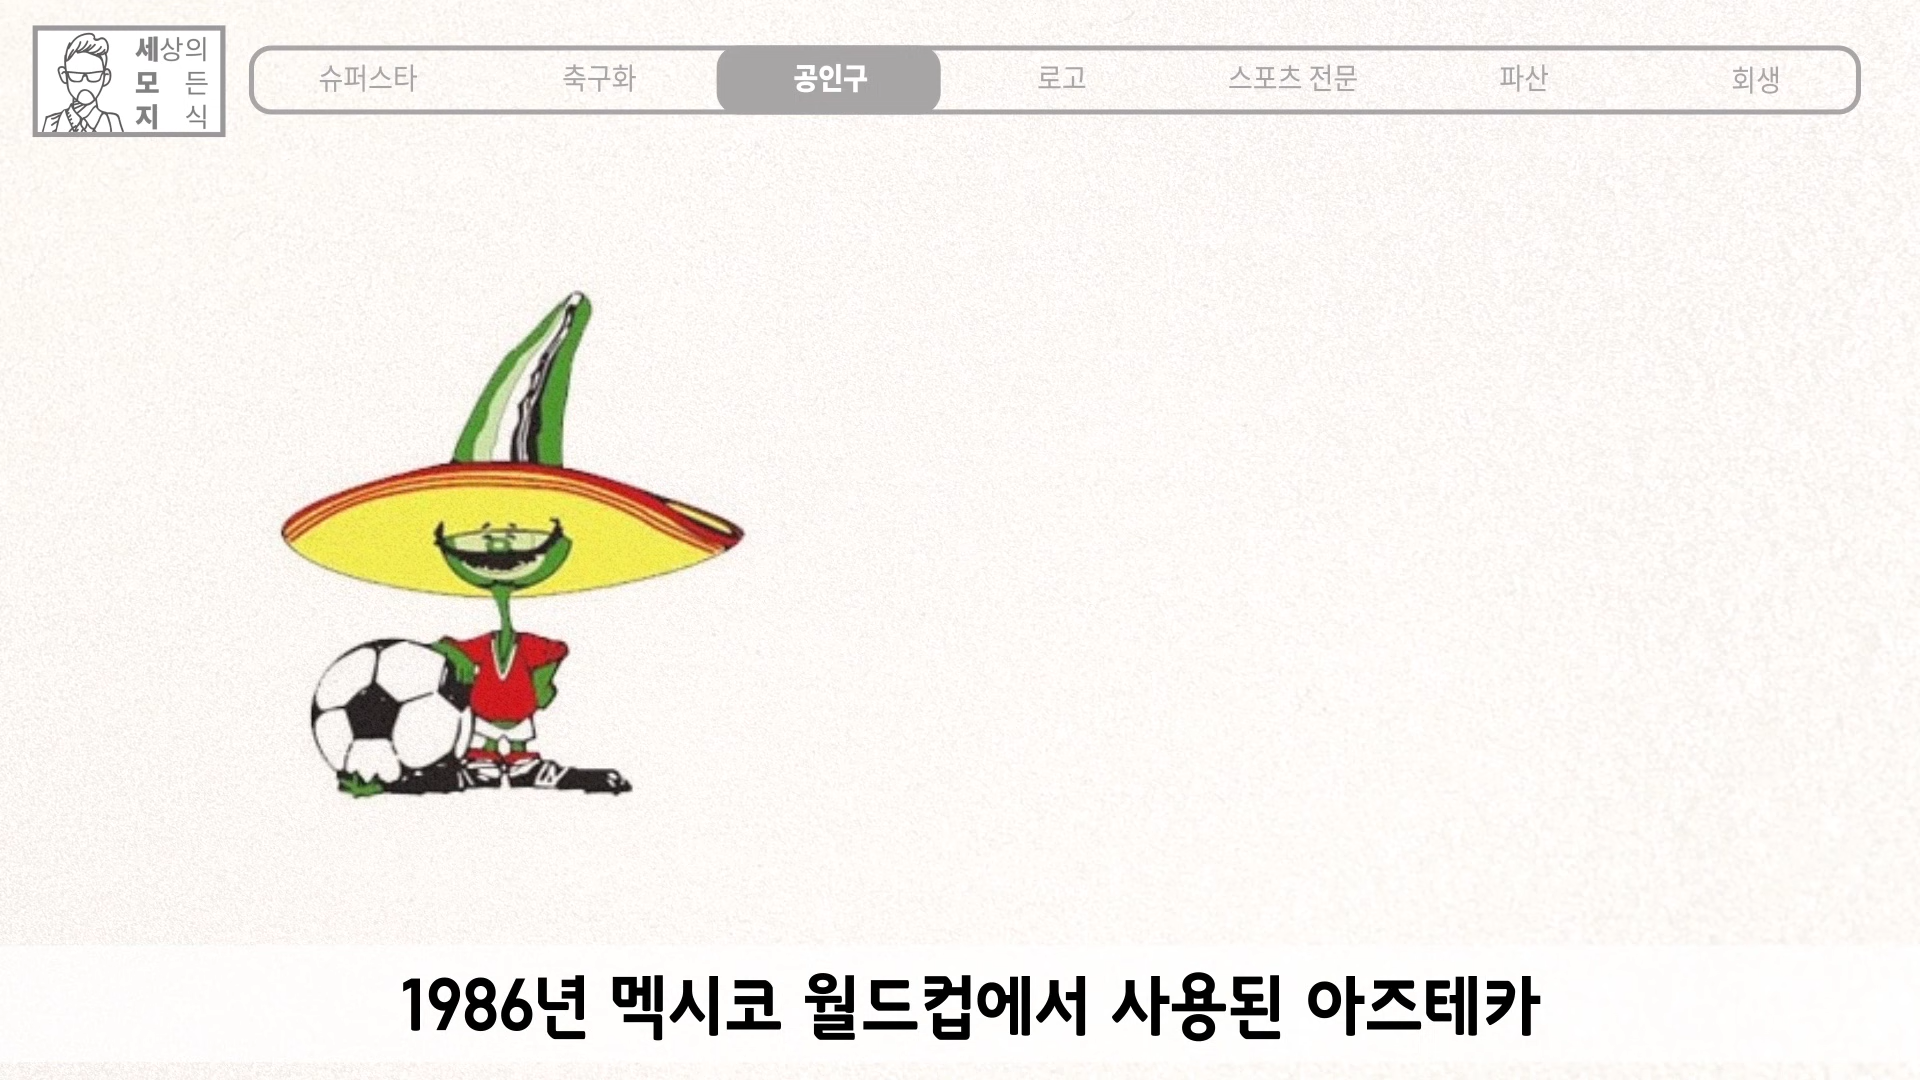 세상의
모든
지식
슈퍼스타 축구화 공인구 로고 스포츠 전문 파산 회생
1986년 멕시코 월드컵에서 사용된 아즈테카